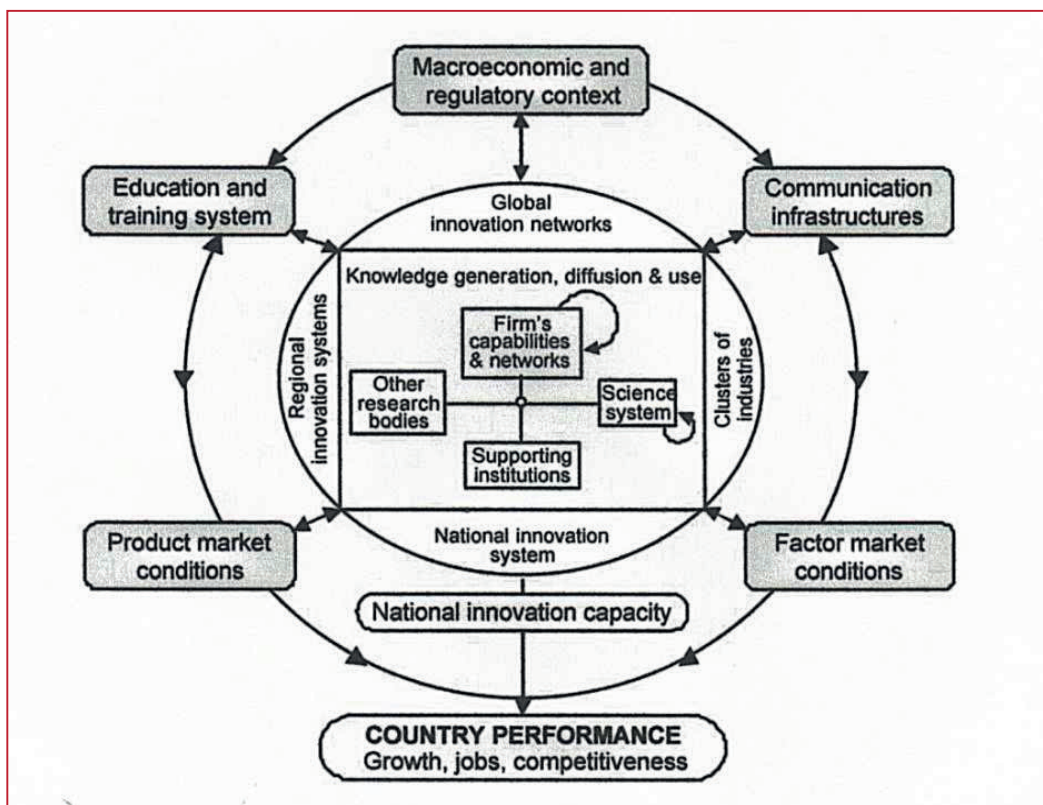 Macroeconomic and
regulatory context
Education and
training system
Communication
infrastructures
Global
innovation networks
Knowledge generation, diffusion & use
Regional
innovation systems
Firm's
capabilities
& networks
Clusters of
industries
Other
research
bodies
Science
system
Supporting
institutions
Product market
conditions
National innovation
system
Factor market
conditions
National innovation capacity
COUNTRY PERFORMANCE
Growth, jobs, competitiveness